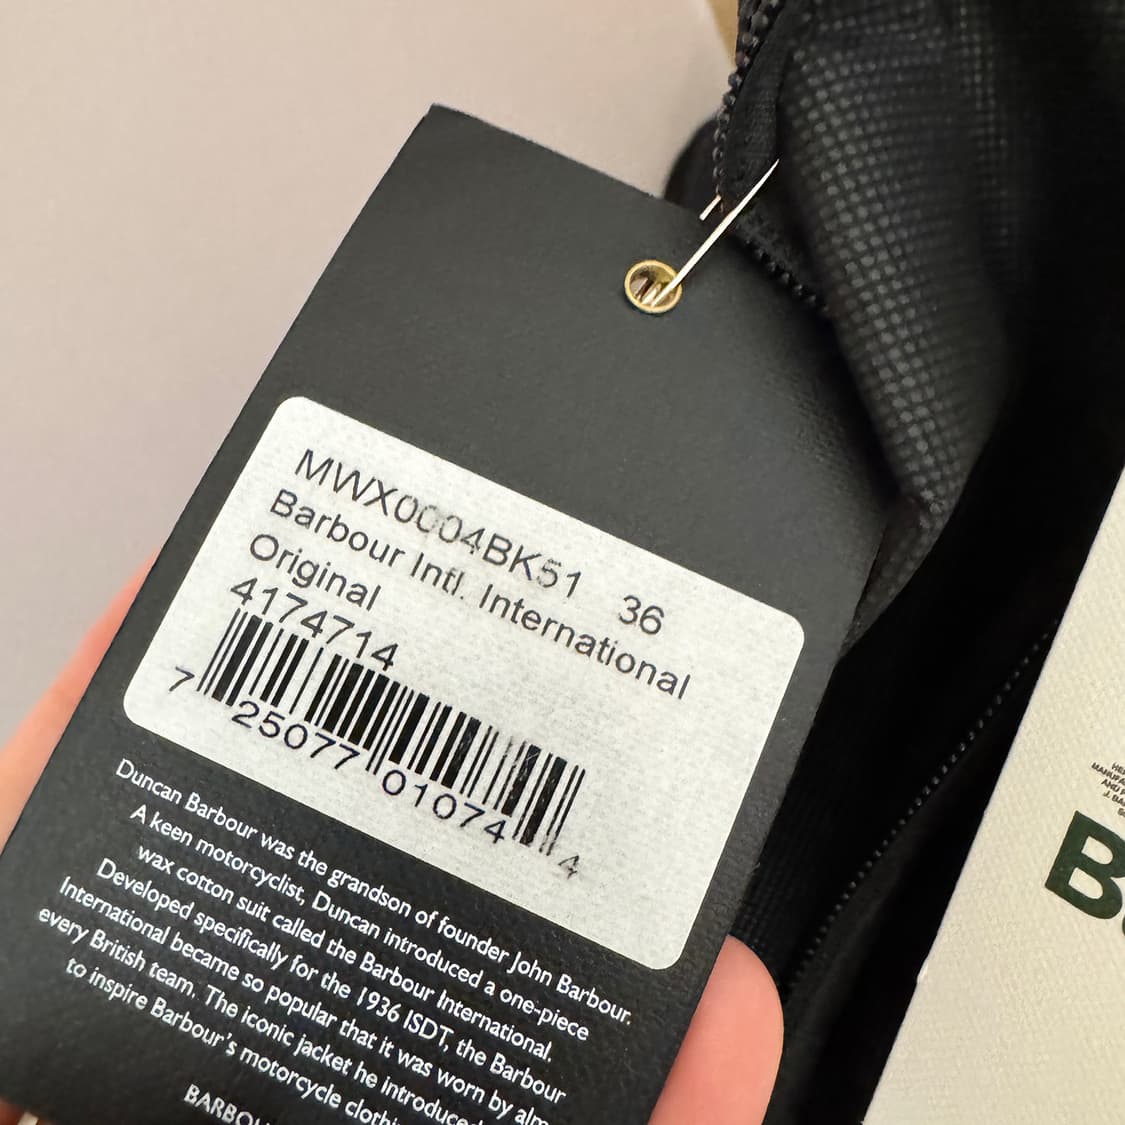 MWX0004BK51 36
Barbour Intl. International
Original
4174714
7 25077 01074 4
Duncan Barbour was the grandson of founder John Barbour.
A keen motorcyclist, Duncan introduced a one-piece
wax cotton suit called the Barbour International.
Developed specifically for the 1936 ISDT, the Barbour
International became so popular that it was worn by
every British team. The iconic jacket he introduced
to inspire Barbour's motorcycle